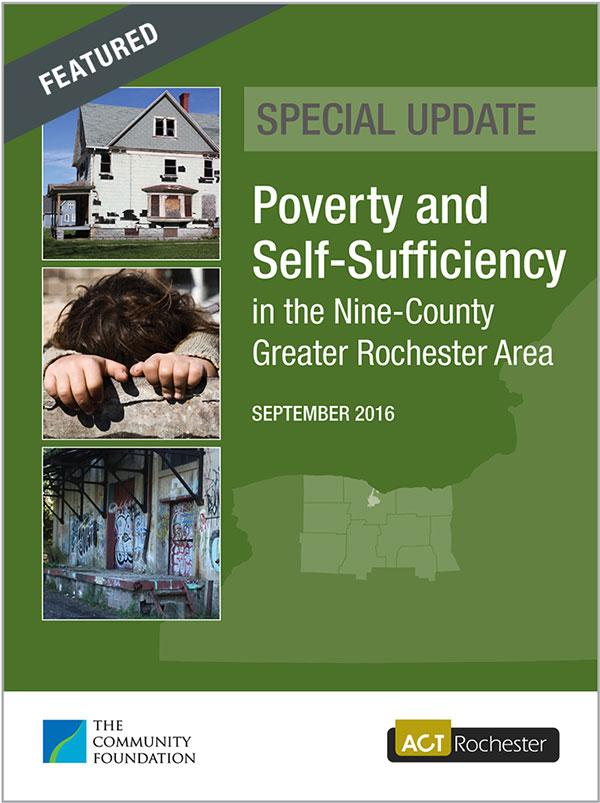 FEATURED
SPECIAL UPDATE
Poverty and
Self-Sufficiency
in the Nine-County
Greater Rochester Area
SEPTEMBER 2016
THE
COMMUNITY
FOUNDATION
ACT Rochester